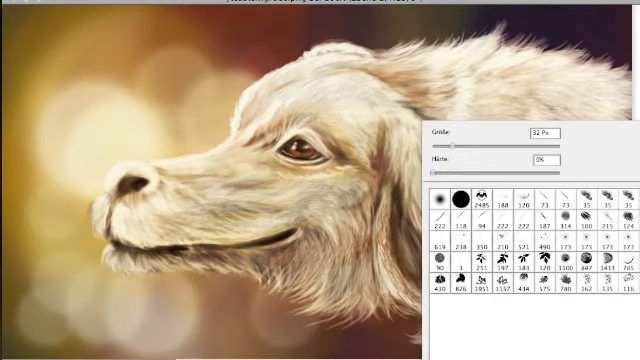 Größe:
32 Px
Härte:
0%
2485 188 120 73 73 35 35 35
222 118 94 222 222 187 314 100 215 124
619 238 350 210 521 490 173 173 173 173
90 3 251 197 183 120 1500 847 1413 785
430 826 1951 1157 434 575 780 162 135 116